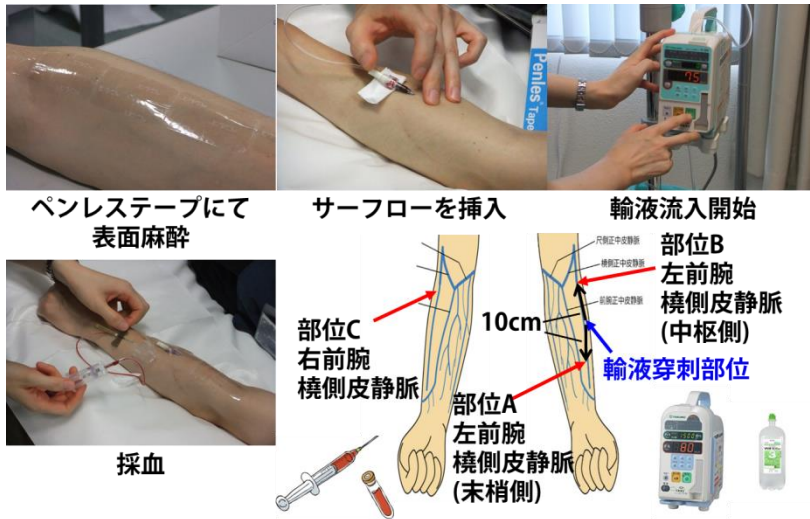 Penles®
Tape
75
ペンレステープにて
表面麻酔
サーフローを挿入
輸液流入開始
採血
部位C
右前腕
橈側皮静脈
尺側正中皮静脈
橈側正中皮静脈
前腕正中皮静脈
10cm
部位B
左前腕
橈側皮静脈
(中枢側)
輸液穿刺部位
部位A
左前腕
橈側皮静脈
(末梢側)
80